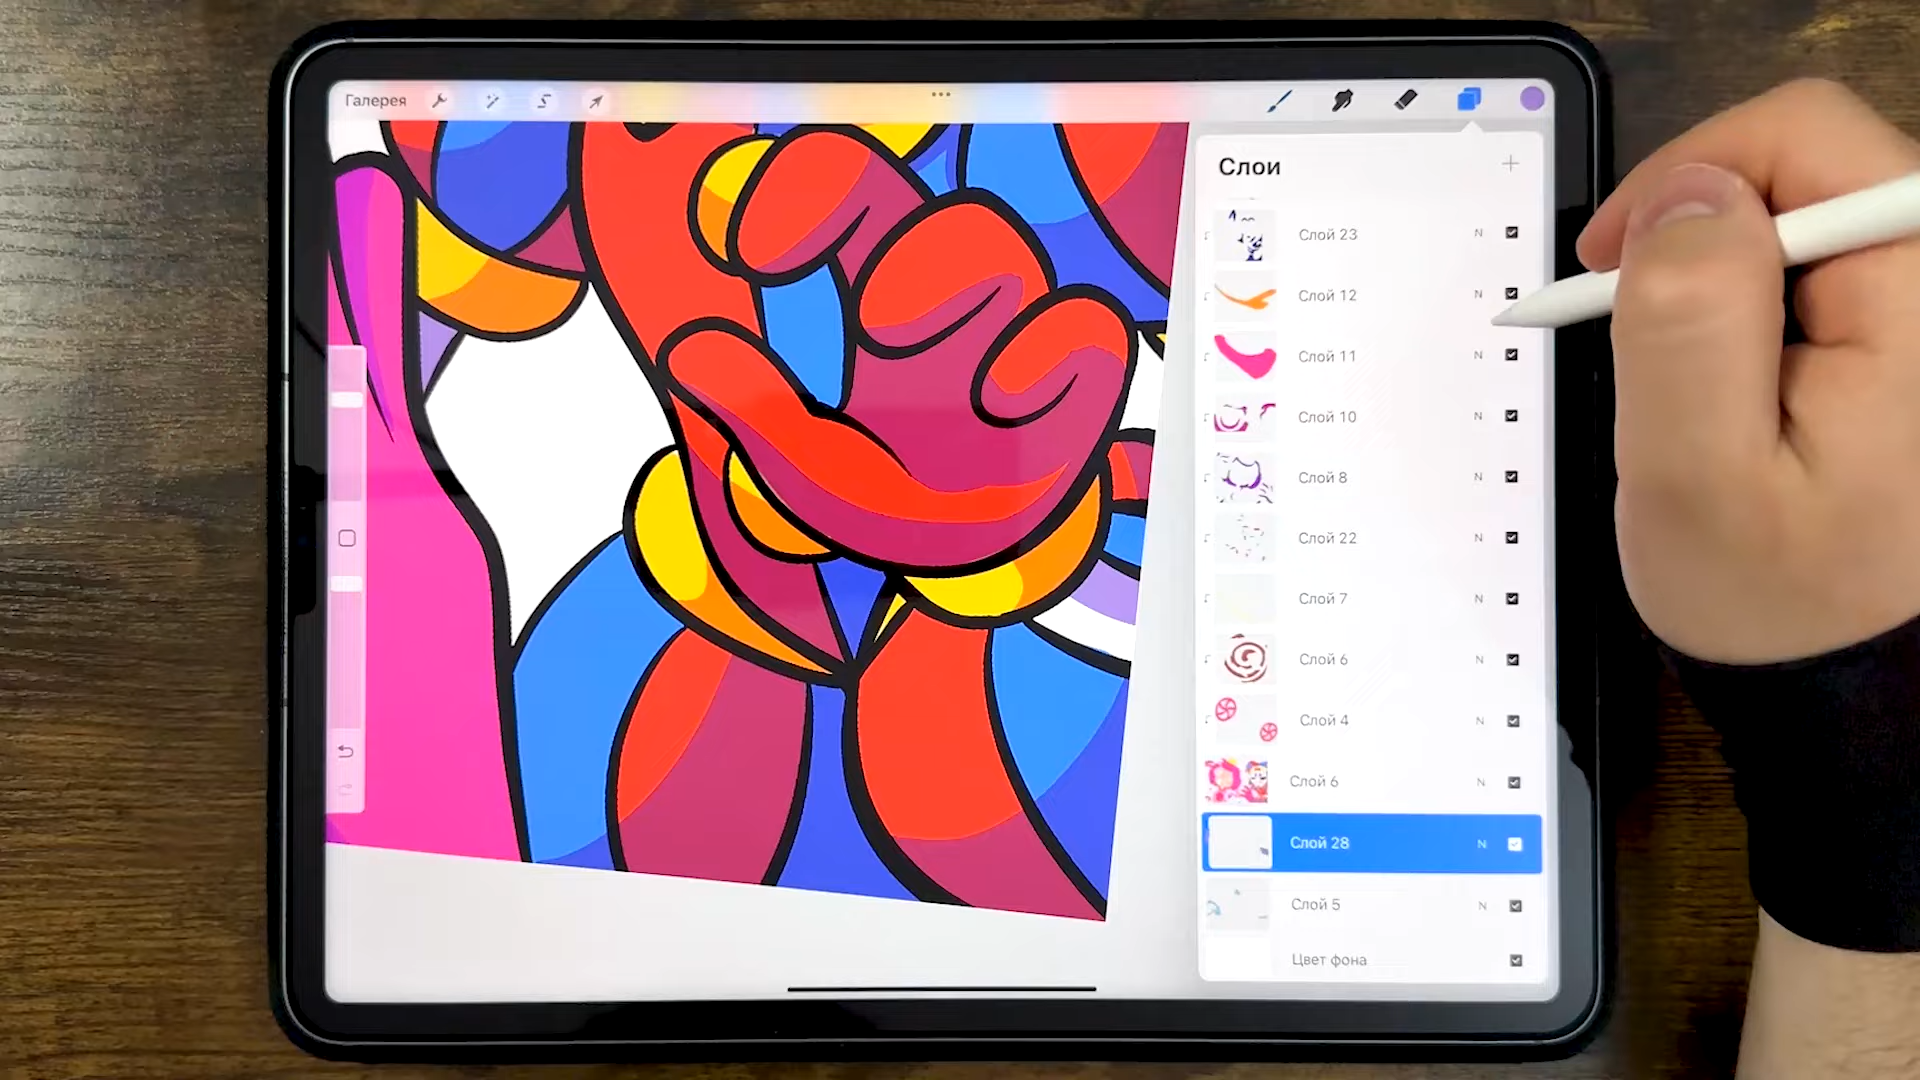 Галерея
Слои
Слой 23 N
Слой 12 N
Слой 11 N
Слой 10 N
Слой 8 N
Слой 22 N
Слой 7 N
Слой 6 N
Слой 4 N
Слой 6 N
Слой 28 N
Слой 5 N
Цвет фона